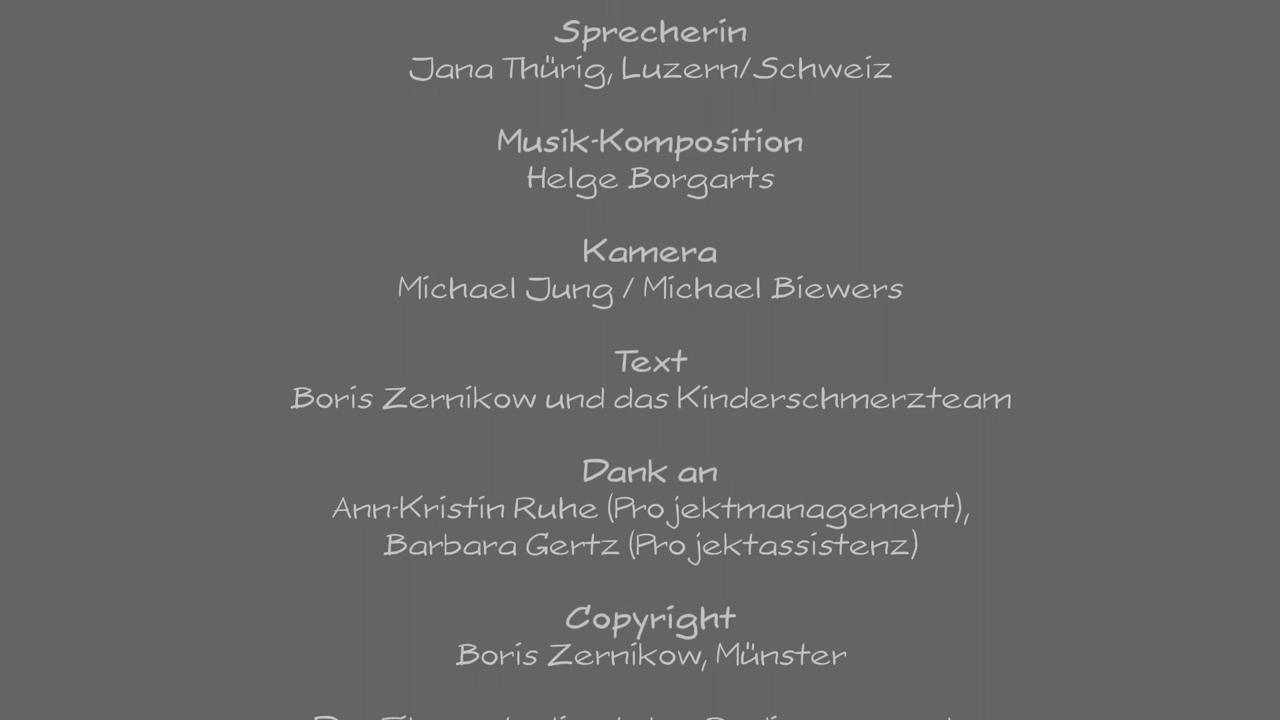 Sprecherin
Jana Thürig, Luzern/Schweiz
Musik-Komposition
Helge Borgarts
Kamera
Michael Jung / Michael Biewers
Text
Boris Zernikow und das Kinderschmerzteam
Dank an
Ann-Kristin Ruhe (Projektmanagement),
Barbara Gertz (Projektassistenz)
Copyright
Boris Zernikow, Münster